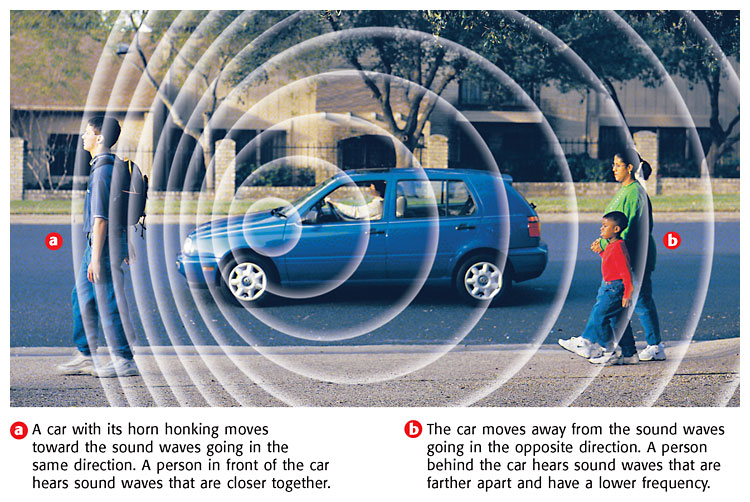 a
b
a A car with its horn honking moves
toward the sound waves going in the
same direction. A person in front of the car
hears sound waves that are closer together.
b The car moves away from the sound waves
going in the opposite direction. A person
behind the car hears sound waves that are
farther apart and have a lower frequency.